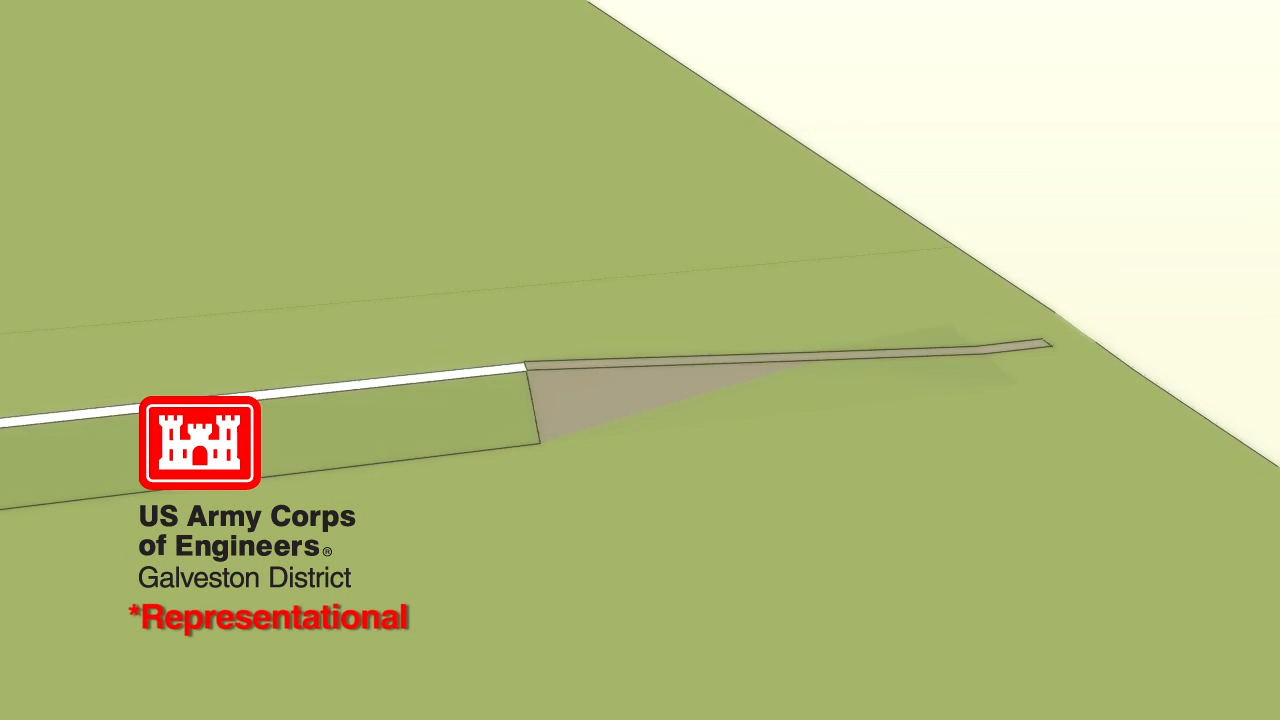 US Army Corps
of Engineers®
Galveston District
*Representational